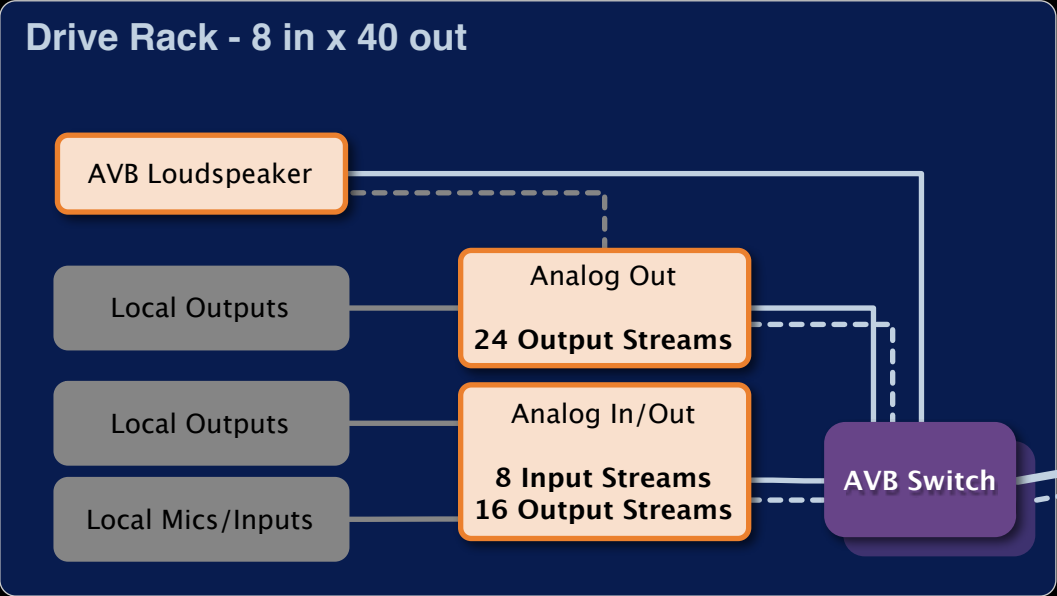 Drive Rack - 8 in x 40 out
AVB Loudspeaker
Analog Out
Local Outputs
24 Output Streams
Analog In/Out
Local Outputs
8 Input Streams
AVB Switch
16 Output Streams
Local Mics/Inputs